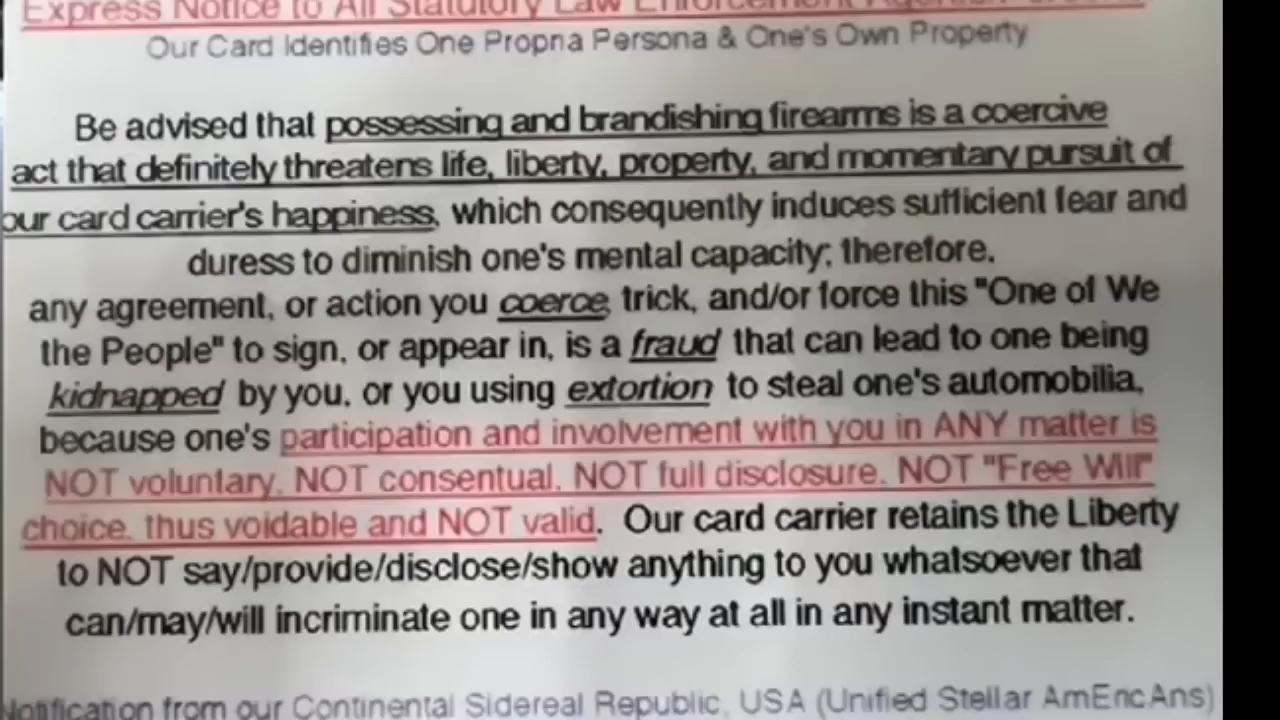 Express Notice to All Statutory Law Enforcement
Our Card Identifies One Propria Persona & One's Own Property
Be advised that possessing and brandishing firearms is a coercive
act that definitely threatens life, liberty, property, and momentary pursuit of
our card carrier's happiness, which consequently induces sufficient fear and
duress to diminish one's mental capacity; therefore.
any agreement, or action you coerce, trick, and/or force this "One of We
the People" to sign, or appear in, is a fraud that can lead to one being
kidnapped by you, or you using extortion to steal one's automobilia,
because one's participation and involvement with you in ANY matter is
NOT voluntary, NOT consentual, NOT full disclosure, NOT "Free Will"
choice, thus voidable and NOT valid. Our card carrier retains the Liberty
to NOT say/provide/disclose/show anything to you whatsoever that
can/may/will incriminate one in any way at all in any instant matter.
Notification from our Continental Sidereal Republic, USA (Unified Stellar AmEricAns)